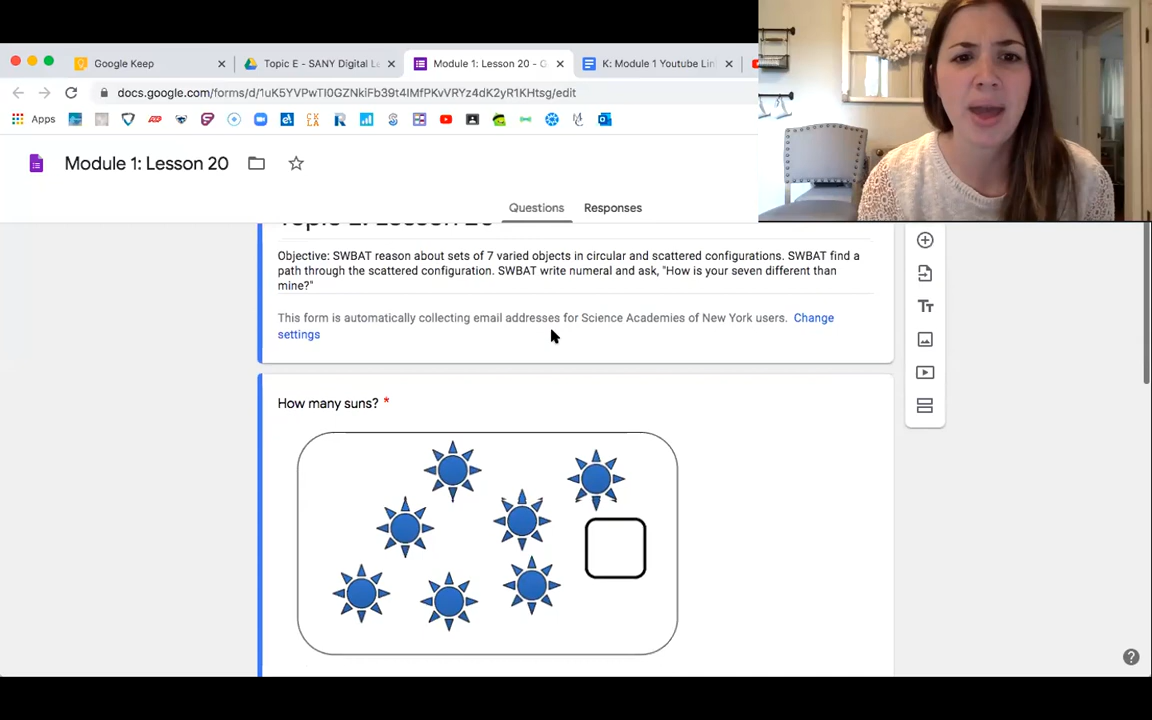 Google Keep
Topic E - SANY Digital Le
Module 1: Lesson 20 - G
K: Module 1 Youtube Lin
docs.google.com/forms/d/1uK5YVPwTI0GZNkiFb39t4IMfPKvVRYz4dK2yR1KHtsg/edit
Apps
Module 1: Lesson 20
Questions
Responses
Objective: SWBAT reason about sets of 7 varied objects in circular and scattered configurations. SWBAT find a
path through the scattered configuration. SWBAT write numeral and ask, "How is your seven different than
mine?"
This form is automatically collecting email addresses for Science Academies of New York users. Change
settings
How many suns? *